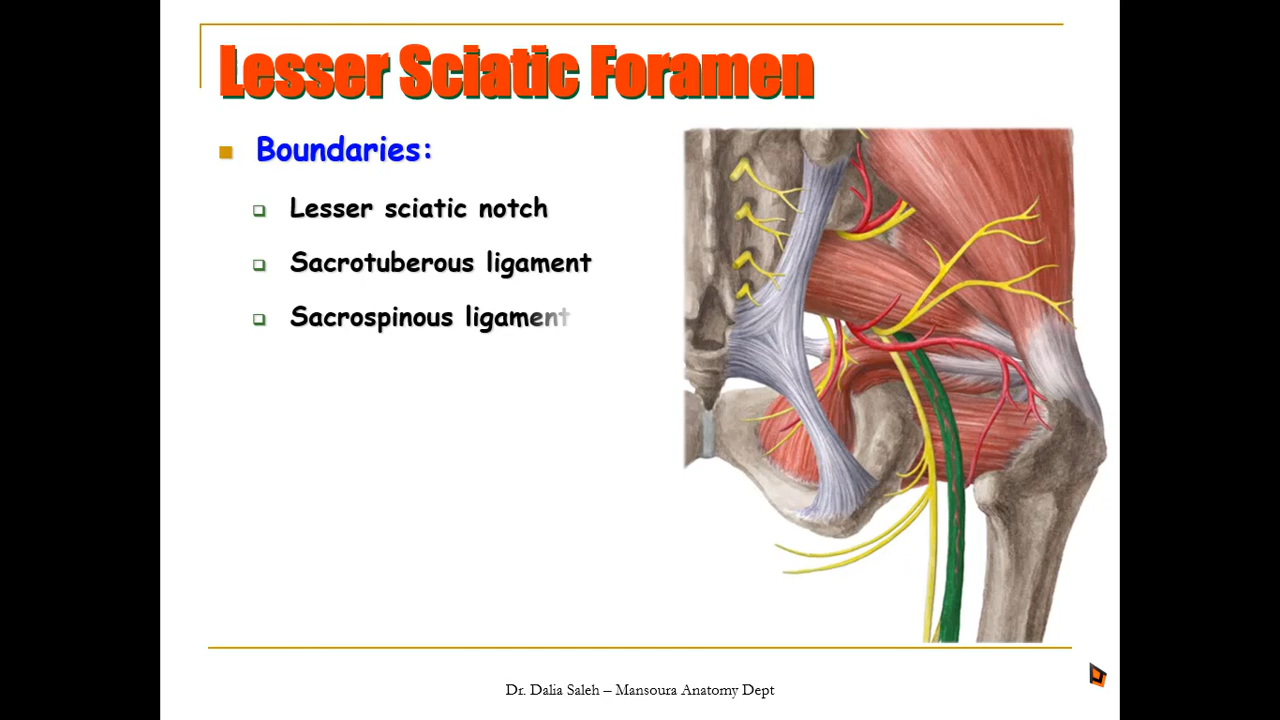 Lesser Sciatic Foramen
Boundaries:
Lesser sciatic notch
Sacrotuberous ligament
Sacrospinous ligament
Dr. Dalia Saleh – Mansoura Anatomy Dept